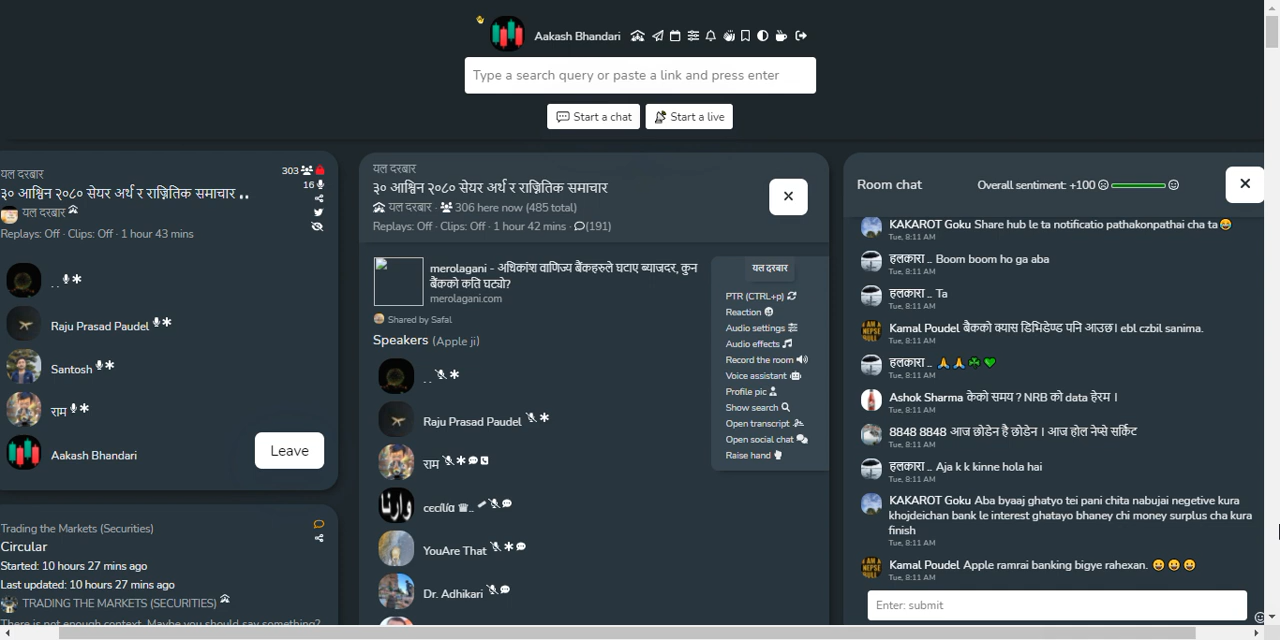 Aakash Bhandari
Type a search query or paste a link and press enter
Start a chat
Start a live
यल दरबार
303
३० आश्विन २०८० सेयर अर्थ र राज्नितिक समाचार ..
16
यल दरबार
Replays: Off · Clips: Off · 1 hour 43 mins
. .
Raju Prasad Paudel
Santosh
राम
Aakash Bhandari
Leave
Trading the Markets (Securities)
Circular
Started: 10 hours 27 mins ago
Last updated: 10 hours 27 mins ago
TRADING THE MARKETS (SECURITIES)
There is not enough context. Maybe you should say something?
यल दरबार
३० आश्विन २०८० सेयर अर्थ र राज्नितिक समाचार
यल दरबार · 306 here now (485 total)
Replays: Off · Clips: Off · 1 hour 42 mins · (191)
merolagani - अधिकांश वाणिज्य बैंकहरुले घटाए ब्याजदर, कुन
बैंकको कति घट्यो?
merolagani.com
Shared by Safal
Speakers (Apple ji)
. .
Raju Prasad Paudel
राम
وارنا
YouAre That
Dr. Adhikari
यल दरबार
PTR (CTRL+p)
Reaction
Audio settings
Audio effects
Record the room
Voice assistant
Profile pic
Show search
Open transcript
Open social chat
Raise hand
Room chat
Overall sentiment: +100
KAKAROT Goku Share hub le ta notificatio pathakonpathai cha ta 😂
Tue, 8:11 AM
हलकारा .. Boom boom ho ga aba
Tue, 8:11 AM
हलकारा .. Ta
Tue, 8:11 AM
Kamal Poudel बैकको क्यास डिभिडेण्ड पनि आउछ। ebl czbil sanima.
Tue, 8:11 AM
हलकारा .. 🙏🙏☘💚
Tue, 8:11 AM
Ashok Sharma केको समय ? NRB को data हेरम ।
Tue, 8:11 AM
8848 8848 आज छोडेन है छोडेन । आज होल नेप्से सर्किट
Tue, 8:11 AM
हलकारा .. Aja k k kinne hola hai
Tue, 8:11 AM
KAKAROT Goku Aba byaaj ghatyo tei pani chita nabujai negetive kura
khojdeichan bank le interest ghatayo bhaney chi money surplus cha kura
finish
Tue, 8:11 AM
Kamal Poudel Apple ramrai banking bigye rahexan. 😀😀😀
Tue, 8:11 AM
Enter: submit